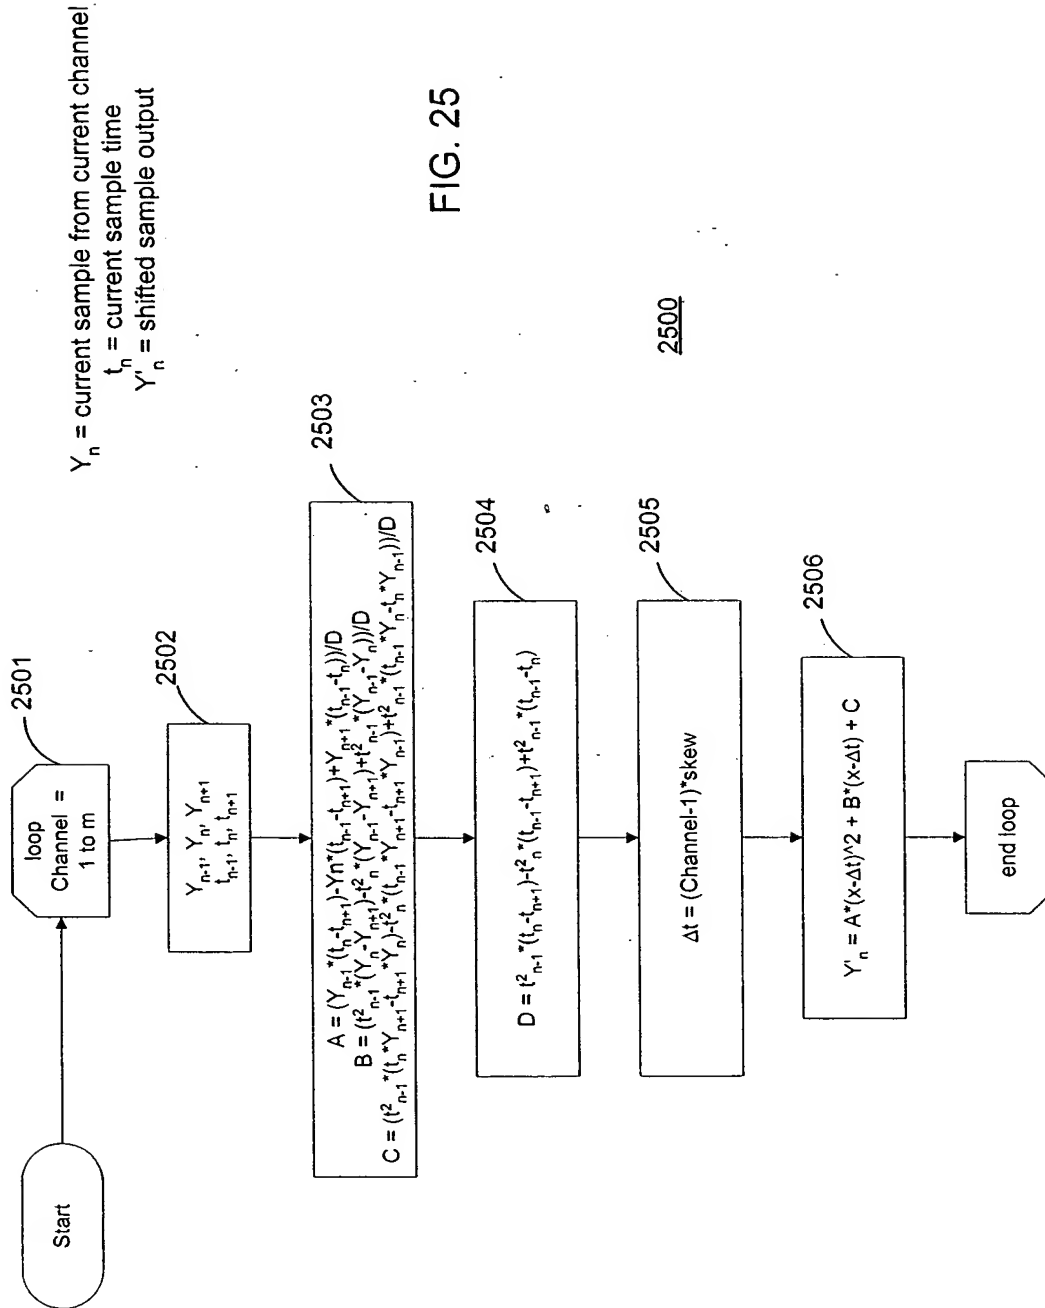 Yₙ = current sample from current channel
tₙ = current sample time
Y'ₙ = shifted sample output
Start
loop
Channel =
1 to m
2501
Yₙ₋₁, Yₙ, Yₙ₊₁
tₙ₋₁, tₙ, tₙ₊₁
2502
A = (Yₙ₋₁*(tₙ-tₙ₊₁)-Yn*(tₙ₋₁-tₙ₊₁)+Yₙ₊₁*(tₙ₋₁-tₙ))/D
B = (t²ₙ₋₁*(Yₙ-Yₙ₊₁)-t²ₙ*(Yₙ₋₁-Yₙ₊₁)+t²ₙ₋₁*(Yₙ₋₁-Yₙ))/D
C = (t²ₙ₋₁*(tₙ*Yₙ₊₁-tₙ₊₁*Yₙ)-t²ₙ*(tₙ₋₁*Yₙ₊₁-tₙ₊₁*Yₙ₋₁)+t²ₙ₋₁*(tₙ₋₁*Yₙ-tₙ*Yₙ₋₁))/D
2503
D = t²ₙ₋₁*(tₙ-tₙ₊₁)-t²ₙ*(tₙ₋₁-tₙ₊₁)+t²ₙ₋₁*(tₙ₋₁-tₙ)
2504
Δt = (Channel-1)*skew
2505
Y'ₙ = A*(x-Δt)^2 + B*(x-Δt) + C
2506
end loop
2500
FIG. 25